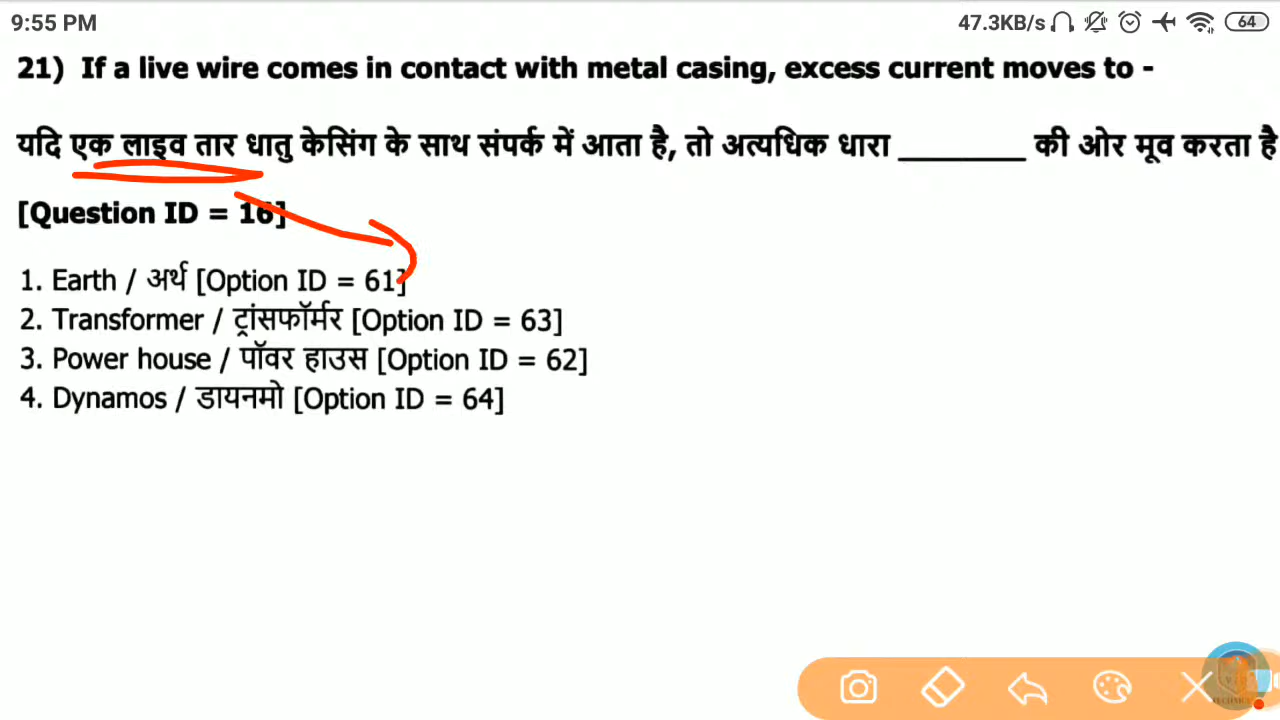 9:55 PM 47.3KB/s 64
21) If a live wire comes in contact with metal casing, excess current moves to -
यदि एक लाइव तार धातु केसिंग के साथ संपर्क में आता है, तो अत्यधिक धारा ________ की ओर मूव करता है
[Question ID = 16]
1. Earth / अर्थ [Option ID = 61]
2. Transformer / ट्रांसफॉर्मर [Option ID = 63]
3. Power house / पॉवर हाउस [Option ID = 62]
4. Dynamos / डायनमो [Option ID = 64]